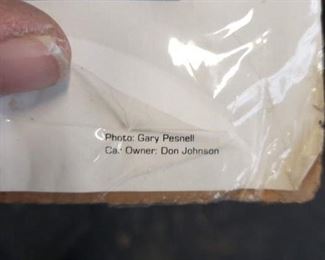 Photo: Gary Pesnell
Car Owner: Don Johnson